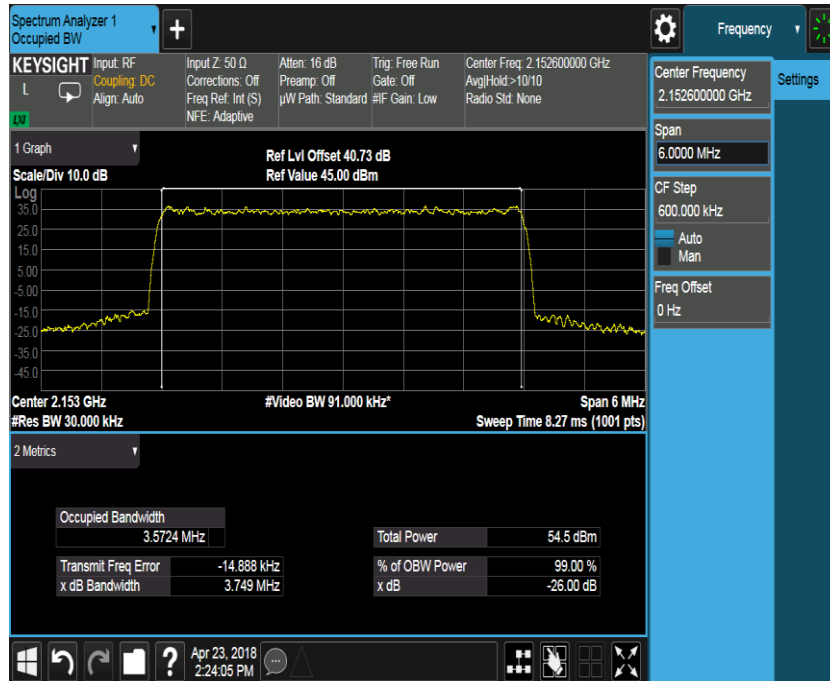 Spectrum Analyzer 1
Occupied BW
+
Frequency
KEYSIGHT
L
LXI
Input: RF
Coupling: DC
Align: Auto
Input Z: 50 Ω
Corrections: Off
Freq Ref: Int (S)
NFE: Adaptive
Atten: 16 dB
Preamp: Off
µW Path: Standard
Trig: Free Run
Gate: Off
#IF Gain: Low
Center Freq: 2.152600000 GHz
Avg|Hold:>10/10
Radio Std: None
Center Frequency
2.152600000 GHz
Settings
Span
6.0000 MHz
CF Step
600.000 kHz
Auto
Man
Freq Offset
0 Hz
1 Graph
Scale/Div 10.0 dB
Ref Lvl Offset 40.73 dB
Ref Value 45.00 dBm
Log
35.0
25.0
15.0
5.00
-5.00
-15.0
-25.0
-35.0
-45.0
Center 2.153 GHz
#Video BW 91.000 kHz*
Span 6 MHz
#Res BW 30.000 kHz
Sweep Time 8.27 ms (1001 pts)
2 Metrics
Occupied Bandwidth
3.5724 MHz
Total Power 54.5 dBm
Transmit Freq Error -14.888 kHz
% of OBW Power 99.00 %
x dB Bandwidth 3.749 MHz
x dB -26.00 dB
?
Apr 23, 2018
2:24:05 PM